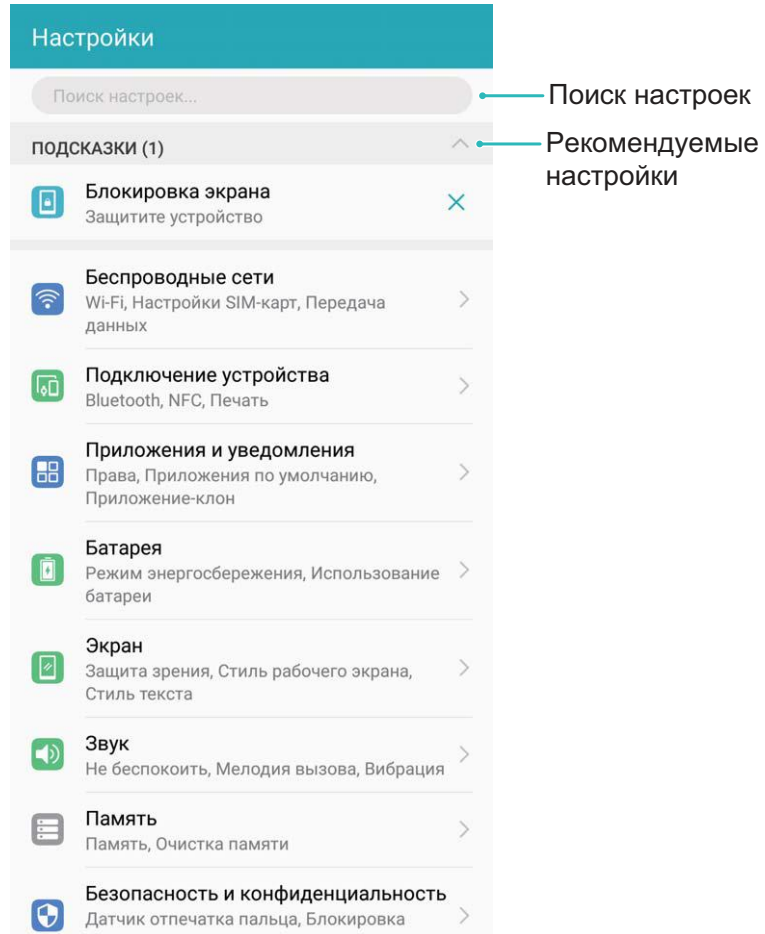 Настройки
Поиск настроек...
Поиск настроек
ПОДСКАЗКИ (1)
Рекомендуемые
настройки
Блокировка экрана
Защитите устройство
Беспроводные сети
Wi-Fi, Настройки SIM-карт, Передача
данных
Подключение устройства
Bluetooth, NFC, Печать
Приложения и уведомления
Права, Приложения по умолчанию,
Приложение-клон
Батарея
Режим энергосбережения, Использование
батареи
Экран
Защита зрения, Стиль рабочего экрана,
Стиль текста
Звук
Не беспокоить, Мелодия вызова, Вибрация
Память
Память, Очистка памяти
Безопасность и конфиденциальность
Датчик отпечатка пальца, Блокировка